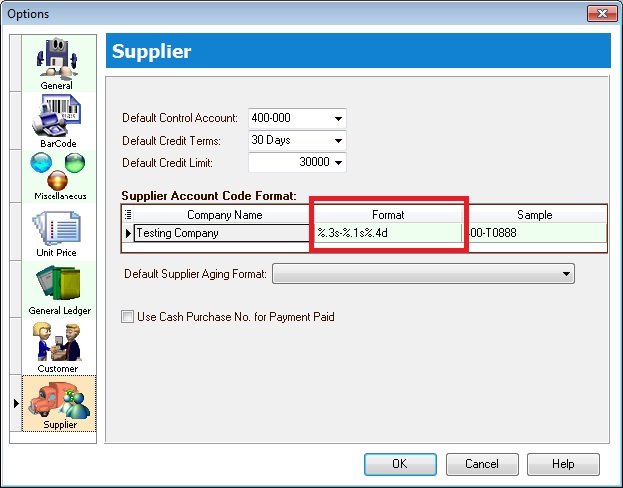 Options
General
BarCode
Miscellaneous
Unit Price
General Ledger
Customer
Supplier
Supplier
Default Control Account: 400-000
Default Credit Terms: 30 Days
Default Credit Limit: 30000
Supplier Account Code Format:
Company Name Format Sample
Testing Company %.3s-%.1s%.4d 400-T0888
Default Supplier Aging Format:
Use Cash Purchase No. for Payment Paid
OK Cancel Help